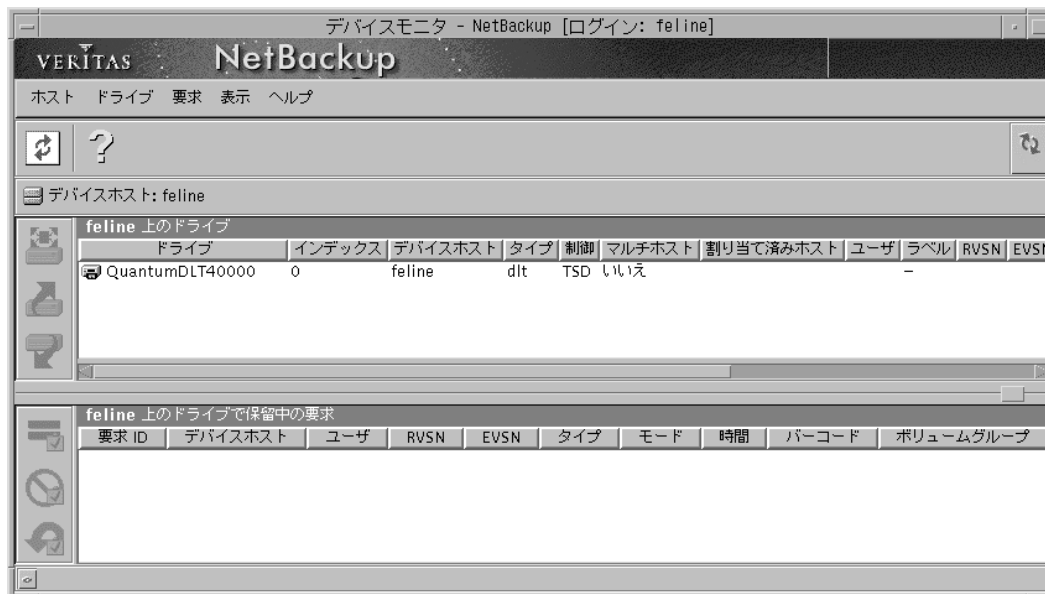 デバイスモニタ - NetBackup [ログイン: feline]
VERITAS NetBackup
ホスト ドライブ 要求 表示 ヘルプ
デバイスホスト: feline
feline 上のドライブ
ドライブ インデックス デバイスホスト タイプ 制御 マルチホスト 割り当て済みホスト ユーザ ラベル RVSN EVSN
QuantumDLT40000 0 feline dlt TSD いいえ –
feline 上のドライブで保留中の要求
要求 ID デバイスホスト ユーザ RVSN EVSN タイプ モード 時間 バーコード ボリュームグループ